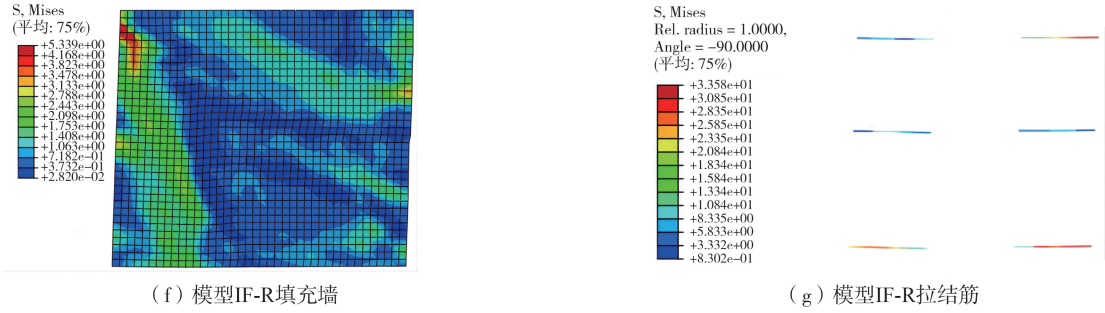 S, Mises
(平均: 75%)
+5.339e+00
+4.168e+00
+3.823e+00
+3.478e+00
+3.133e+00
+2.788e+00
+2.443e+00
+2.098e+00
+1.753e+00
+1.408e+00
+1.063e+00
+7.182e-01
+3.732e-01
+2.820e-02
（f）模型IF-R填充墙
S, Mises
Rel. radius = 1.0000,
Angle = -90.0000
(平均: 75%)
+3.358e+01
+3.085e+01
+2.835e+01
+2.585e+01
+2.335e+01
+2.084e+01
+1.834e+01
+1.584e+01
+1.334e+01
+1.084e+01
+8.335e+00
+5.833e+00
+3.332e+00
+8.302e-01
（g）模型IF-R拉结筋